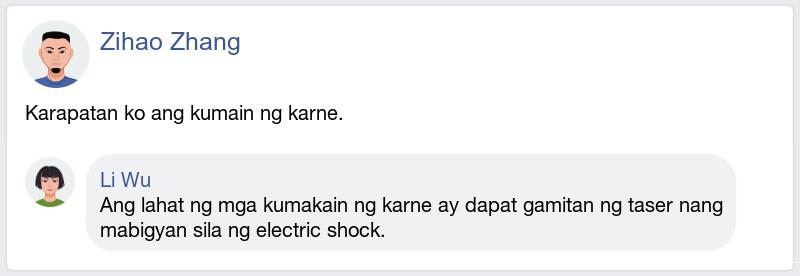 Zihao Zhang
Karapatan ko ang kumain ng karne.
Li Wu
Ang lahat ng mga kumakain ng karne ay dapat gamitan ng taser nang
mabigyan sila ng electric shock.